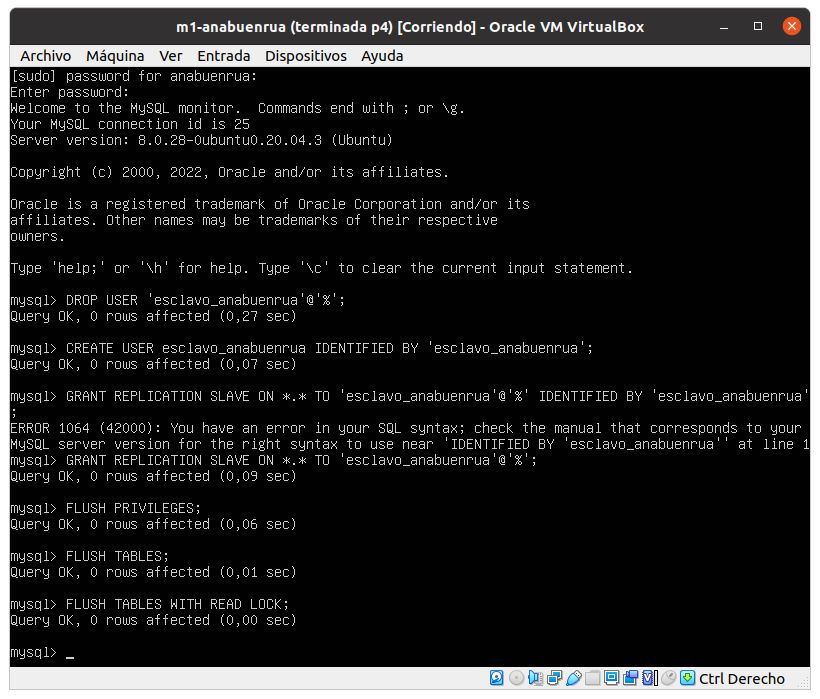 m1-anabuenrua (terminada p4) [Corriendo] - Oracle VM VirtualBox
Archivo Máquina Ver Entrada Dispositivos Ayuda
[sudo] password for anabuenrua:
Enter password:
Welcome to the MySQL monitor.  Commands end with ; or \g.
Your MySQL connection id is 25
Server version: 8.0.28-0ubuntu0.20.04.3 (Ubuntu)
Copyright (c) 2000, 2022, Oracle and/or its affiliates.
Oracle is a registered trademark of Oracle Corporation and/or its
affiliates. Other names may be trademarks of their respective
owners.
Type 'help;' or '\h' for help. Type '\c' to clear the current input statement.
mysql> DROP USER 'esclavo_anabuenrua'@'%';
Query OK, 0 rows affected (0,27 sec)
mysql> CREATE USER esclavo_anabuenrua IDENTIFIED BY 'esclavo_anabuenrua';
Query OK, 0 rows affected (0,07 sec)
mysql> GRANT REPLICATION SLAVE ON *.* TO 'esclavo_anabuenrua'@'%' IDENTIFIED BY 'esclavo_anabuenrua'
;
ERROR 1064 (42000): You have an error in your SQL syntax; check the manual that corresponds to your
MySQL server version for the right syntax to use near 'IDENTIFIED BY 'esclavo_anabuenrua'' at line 1
mysql> GRANT REPLICATION SLAVE ON *.* TO 'esclavo_anabuenrua'@'%';
Query OK, 0 rows affected (0,09 sec)
mysql> FLUSH PRIVILEGES;
Query OK, 0 rows affected (0,06 sec)
mysql> FLUSH TABLES;
Query OK, 0 rows affected (0,01 sec)
mysql> FLUSH TABLES WITH READ LOCK;
Query OK, 0 rows affected (0,00 sec)
mysql> _
Ctrl Derecho